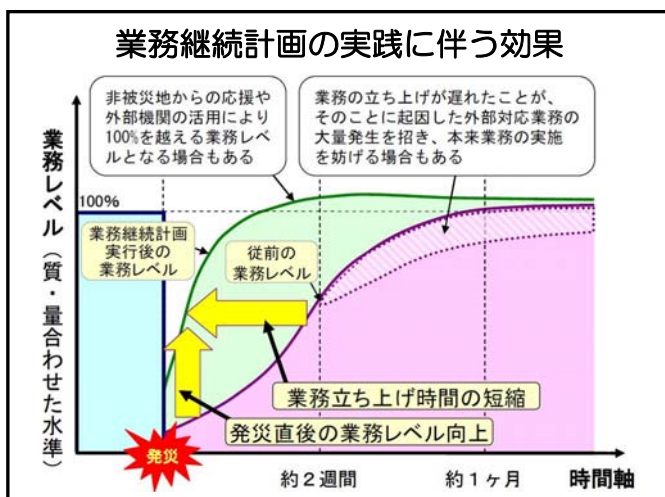 業務継続計画の実践に伴う効果
非被災地からの応援や
外部機関の活用により
100%を越える業務レベ
ルとなる場合もある
業務の立ち上げが遅れたことが、
そのことに起因した外部対応業務の
大量発生を招き、本来業務の実施
を妨げる場合もある
業務レベル（質・量合わせた水準）
100%
業務継続計画
実行後の
業務レベル
従前の
業務レベル
業務立ち上げ時間の短縮
発災直後の業務レベル向上
発災
約２週間
約１ヶ月
時間軸